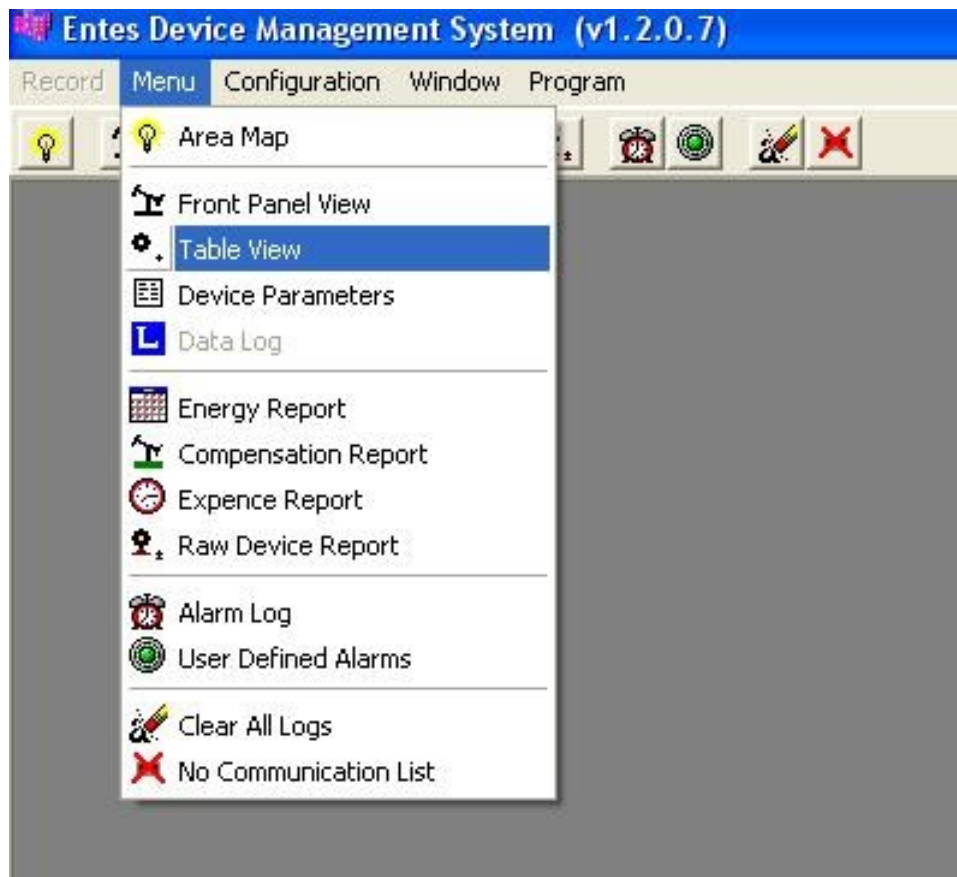 Entes Device Management System (v1.2.0.7)
Record Menu Configuration Window Program
Area Map
Front Panel View
Table View
Device Parameters
L Data Log
Energy Report
Compensation Report
Expence Report
Raw Device Report
Alarm Log
User Defined Alarms
Clear All Logs
No Communication List